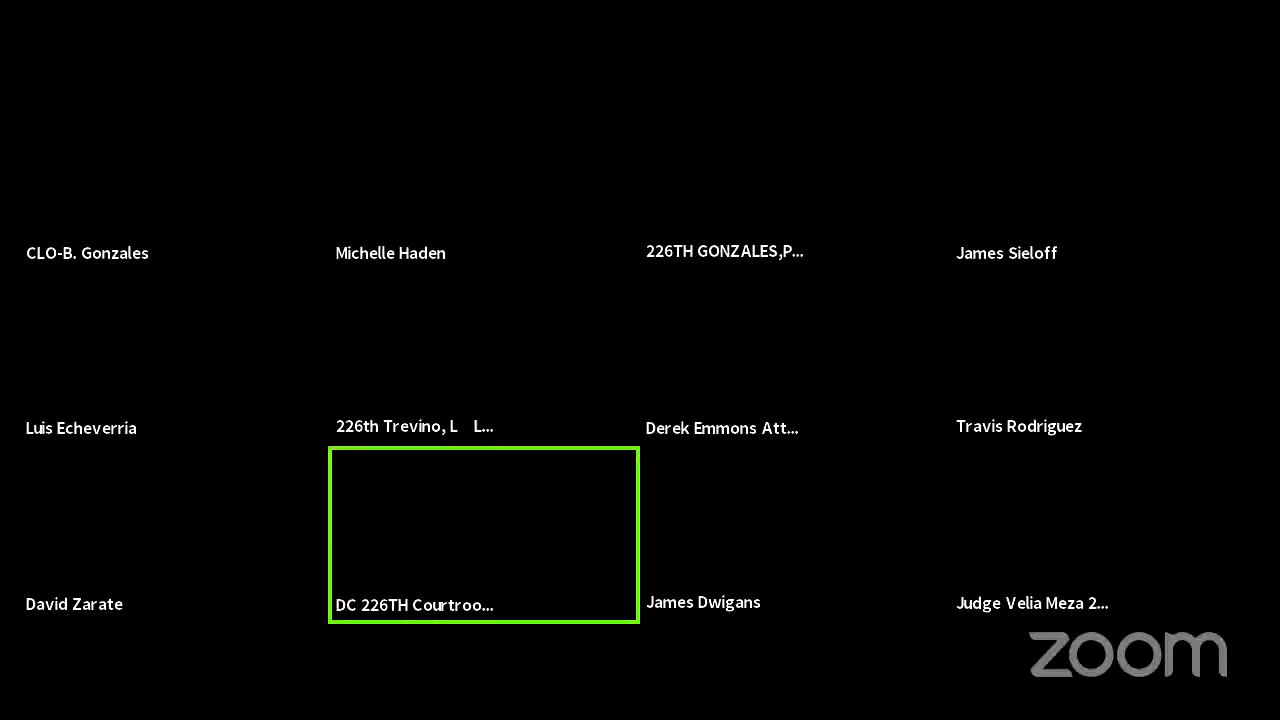 CLO-B. Gonzales
Michelle Haden
226TH GONZALES,P...
James Sieloff
Luis Echeverria
226th Trevino, L L...
Derek Emmons Att...
Travis Rodriguez
David Zarate
DC 226TH Courtroo...
James Dwigans
Judge Velia Meza 2...
zoom